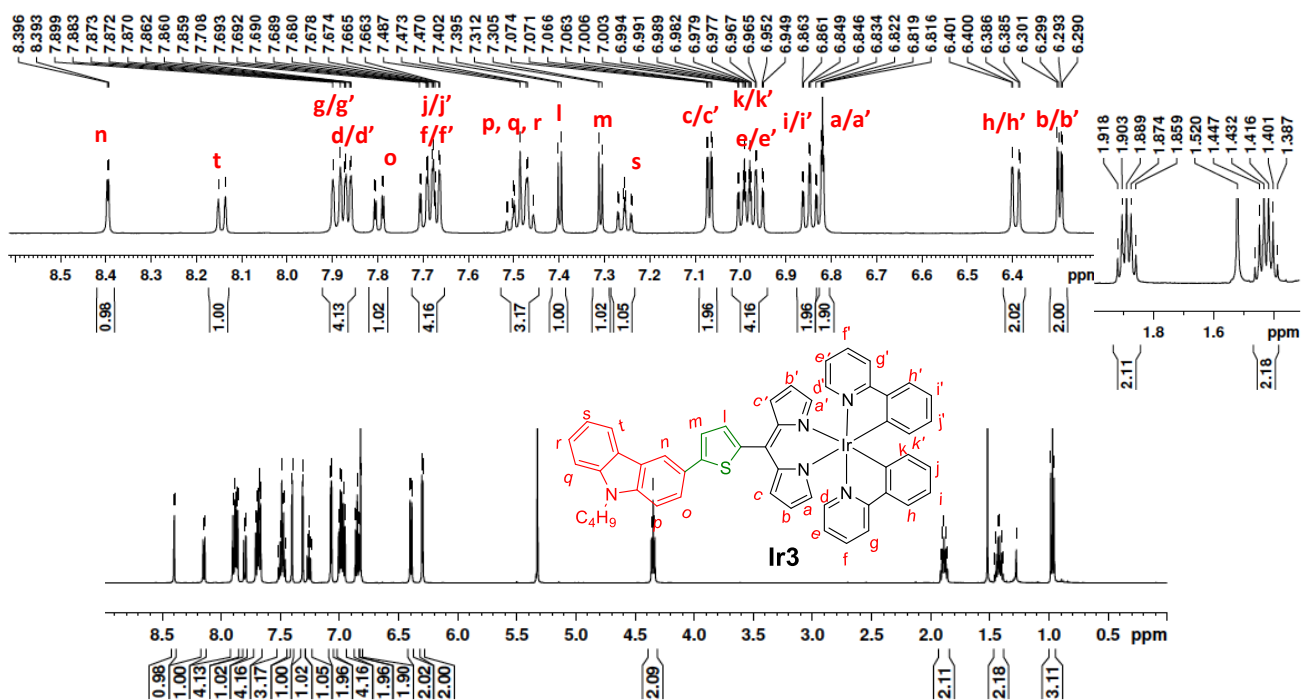 8.396 8.393 7.899 7.883 7.873 7.872 7.870 7.862 7.860 7.859 7.708 7.693 7.692 7.690 7.689 7.680 7.678 7.674 7.665 7.663 7.487 7.473 7.470 7.402 7.395 7.312 7.305 7.074 7.071 7.066 7.063 7.006 7.003 6.994 6.991 6.989 6.982 6.979 6.977 6.967 6.965 6.952 6.949 6.863 6.861 6.849 6.846 6.834 6.822 6.819 6.816 6.401 6.400 6.386 6.385 6.301 6.299 6.293 6.290
g/g’ j/j’ k/k’
n d/d’ f/f’ p, q, r l m c/c’ i/i’ a/a’ h/h’ b/b’
t o e/e’ s
1.918 1.903 1.889 1.874 1.859 1.520 1.447 1.432 1.416 1.401 1.387
8.5 8.4 8.3 8.2 8.1 8.0 7.9 7.8 7.7 7.6 7.5 7.4 7.3 7.2 7.1 7.0 6.9 6.8 6.7 6.6 6.5 6.4 ppm
0.98 1.00 4.13 1.02 4.16 3.17 1.00 1.02 1.05 1.96 4.16 1.96 1.90 2.02 2.00
1.8 1.6 ppm
2.11 2.18
f' e' g' d' h' i' j' k'
b' c' a'
s t r q n m l
N C4H9 p o S
N N Ir N N
c b a d e f g h i j k
Ir3
8.5 8.0 7.5 7.0 6.5 6.0 5.5 5.0 4.5 4.0 3.5 3.0 2.5 2.0 1.5 1.0 0.5 ppm
0.98 1.00 4.13 1.02 4.16 3.17 1.00 1.02 1.05 1.96 4.16 1.96 1.90 2.02 2.00 2.09 2.11 2.18 3.11